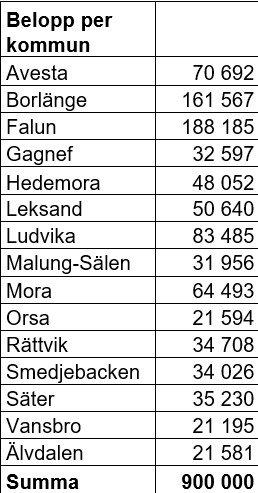 Belopp per
kommun
Avesta 70 692
Borlänge 161 567
Falun 188 185
Gagnef 32 597
Hedemora 48 052
Leksand 50 640
Ludvika 83 485
Malung-Sälen 31 956
Mora 64 493
Orsa 21 594
Rättvik 34 708
Smedjebacken 34 026
Säter 35 230
Vansbro 21 195
Älvdalen 21 581
Summa 900 000